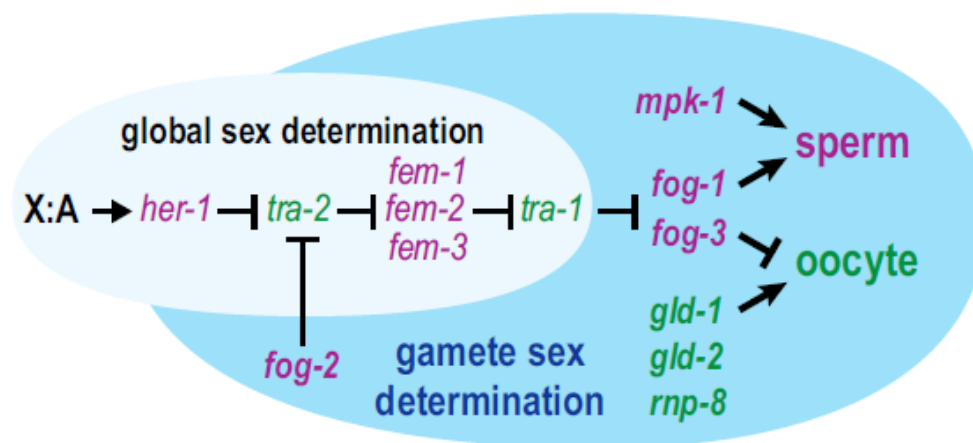 global sex determination
X:A
her-1
tra-2
fem-1
fem-2
fem-3
tra-1
fog-2
gamete sex
determination
mpk-1
fog-1
fog-3
gld-1
gld-2
rnp-8
sperm
oocyte